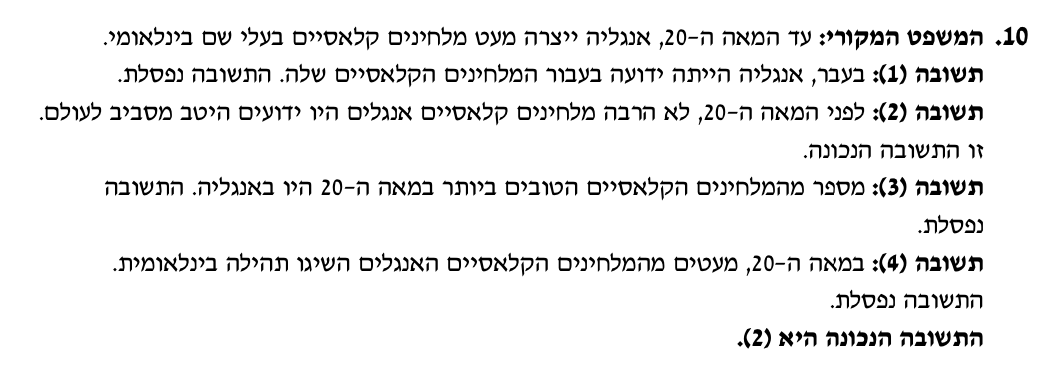 10. המשפט המקורי: עד המאה ה-20, אנגליה ייצרה מעט מלחינים קלאסיים בעלי שם בינלאומי.
תשובה (1): בעבר, אנגליה הייתה ידועה בעבור המלחינים הקלאסיים שלה. התשובה נפסלת.
תשובה (2): לפני המאה ה-20, לא הרבה מלחינים קלאסיים אנגלים היו ידועים היטב מסביב לעולם.
זו התשובה הנכונה.
תשובה (3): מספר מהמלחינים הקלאסיים הטובים ביותר במאה ה-20 היו באנגליה. התשובה
נפסלת.
תשובה (4): במאה ה-20, מעטים מהמלחינים הקלאסיים האנגלים השיגו תהילה בינלאומית.
התשובה נפסלת.
התשובה הנכונה היא (2).